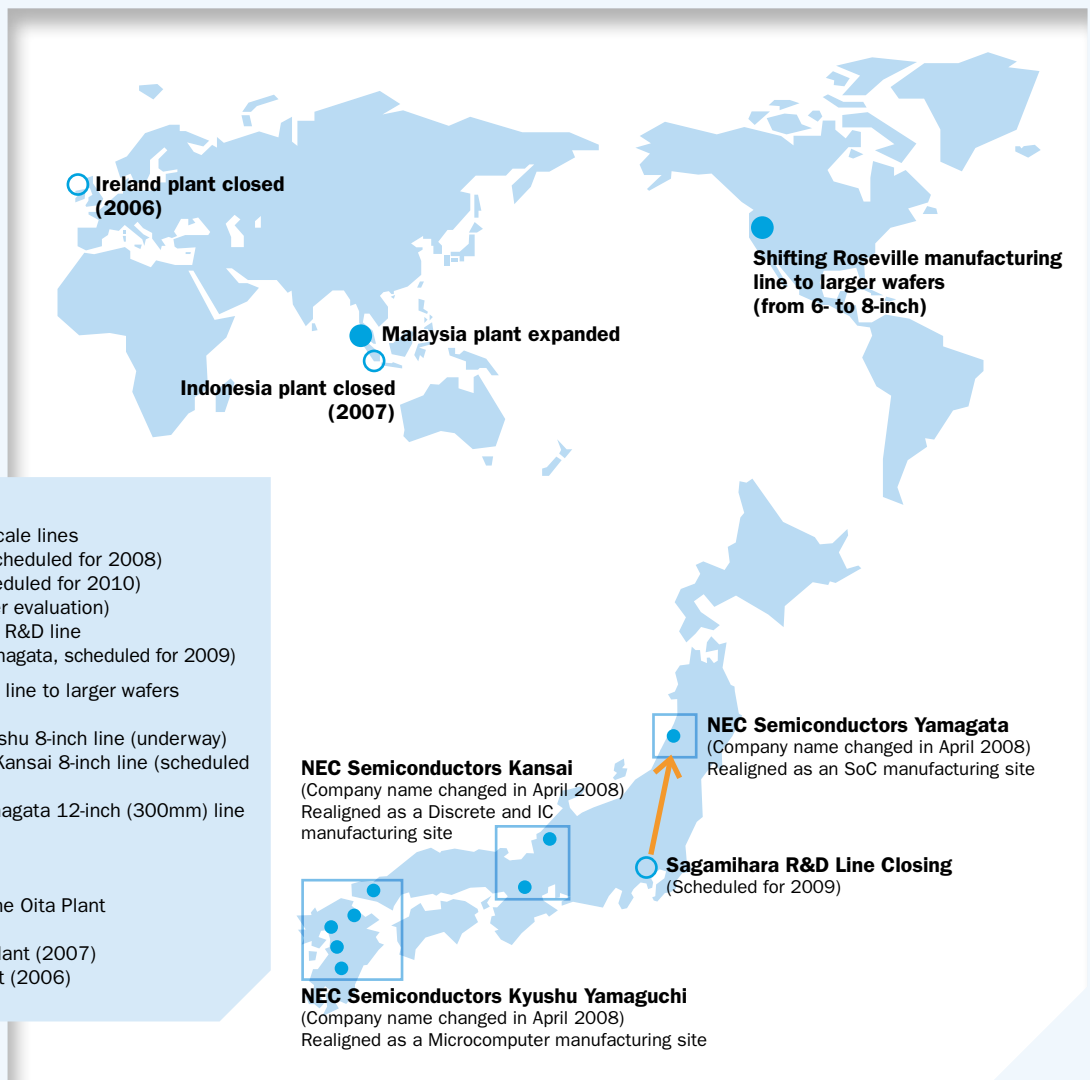 Ireland plant closed
(2006)
Shifting Roseville manufacturing
line to larger wafers
(from 6- to 8-inch)
Malaysia plant expanded
Indonesia plant closed
(2007)
cale lines
cheduled for 2008)
eduled for 2010)
er evaluation)
R&D line
nagata, scheduled for 2009)
line to larger wafers
shu 8-inch line (underway)
Kansai 8-inch line (scheduled
nagata 12-inch (300mm) line
ne Oita Plant
lant (2007)
t (2006)
NEC Semiconductors Yamagata
(Company name changed in April 2008)
Realigned as an SoC manufacturing site
NEC Semiconductors Kansai
(Company name changed in April 2008)
Realigned as a Discrete and IC
manufacturing site
Sagamihara R&D Line Closing
(Scheduled for 2009)
NEC Semiconductors Kyushu Yamaguchi
(Company name changed in April 2008)
Realigned as a Microcomputer manufacturing site